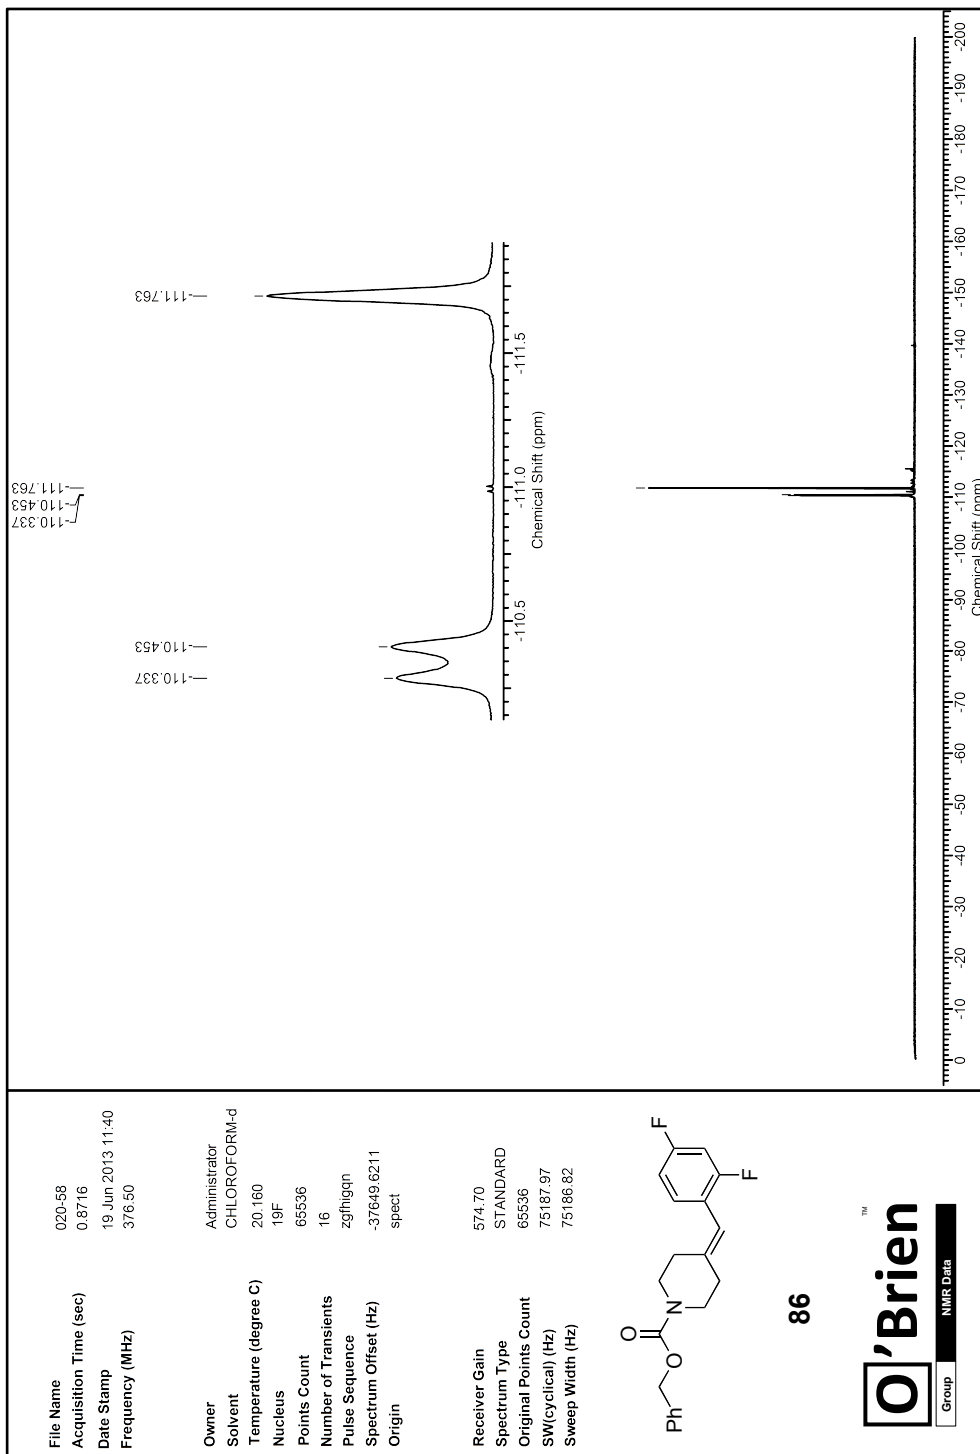 File Name 020-58
Acquisition Time (sec) 0.8716
Date Stamp 19 Jun 2013 11:40
Frequency (MHz) 376.50
Owner Administrator
Solvent CHLOROFORM-d
Temperature (degree C) 20.160
Nucleus 19F
Points Count 65536
Number of Transients 16
Pulse Sequence zgfhigqn
Spectrum Offset (Hz) -37649.6211
Origin spect
Receiver Gain 574.70
Spectrum Type STANDARD
Original Points Count 65536
SW(cyclical) (Hz) 75187.97
Sweep Width (Hz) 75186.82
Ph O O N F F
86
O'Brien ™
Group NMR Data
-110.337
-110.453
-111.763
-110.337 -110.453 -111.763
-110.5 -111.0 -111.5
Chemical Shift (ppm)
0 -10 -20 -30 -40 -50 -60 -70 -80 -90 -100 -110 -120 -130 -140 -150 -160 -170 -180 -190 -200
Chemical Shift (ppm)